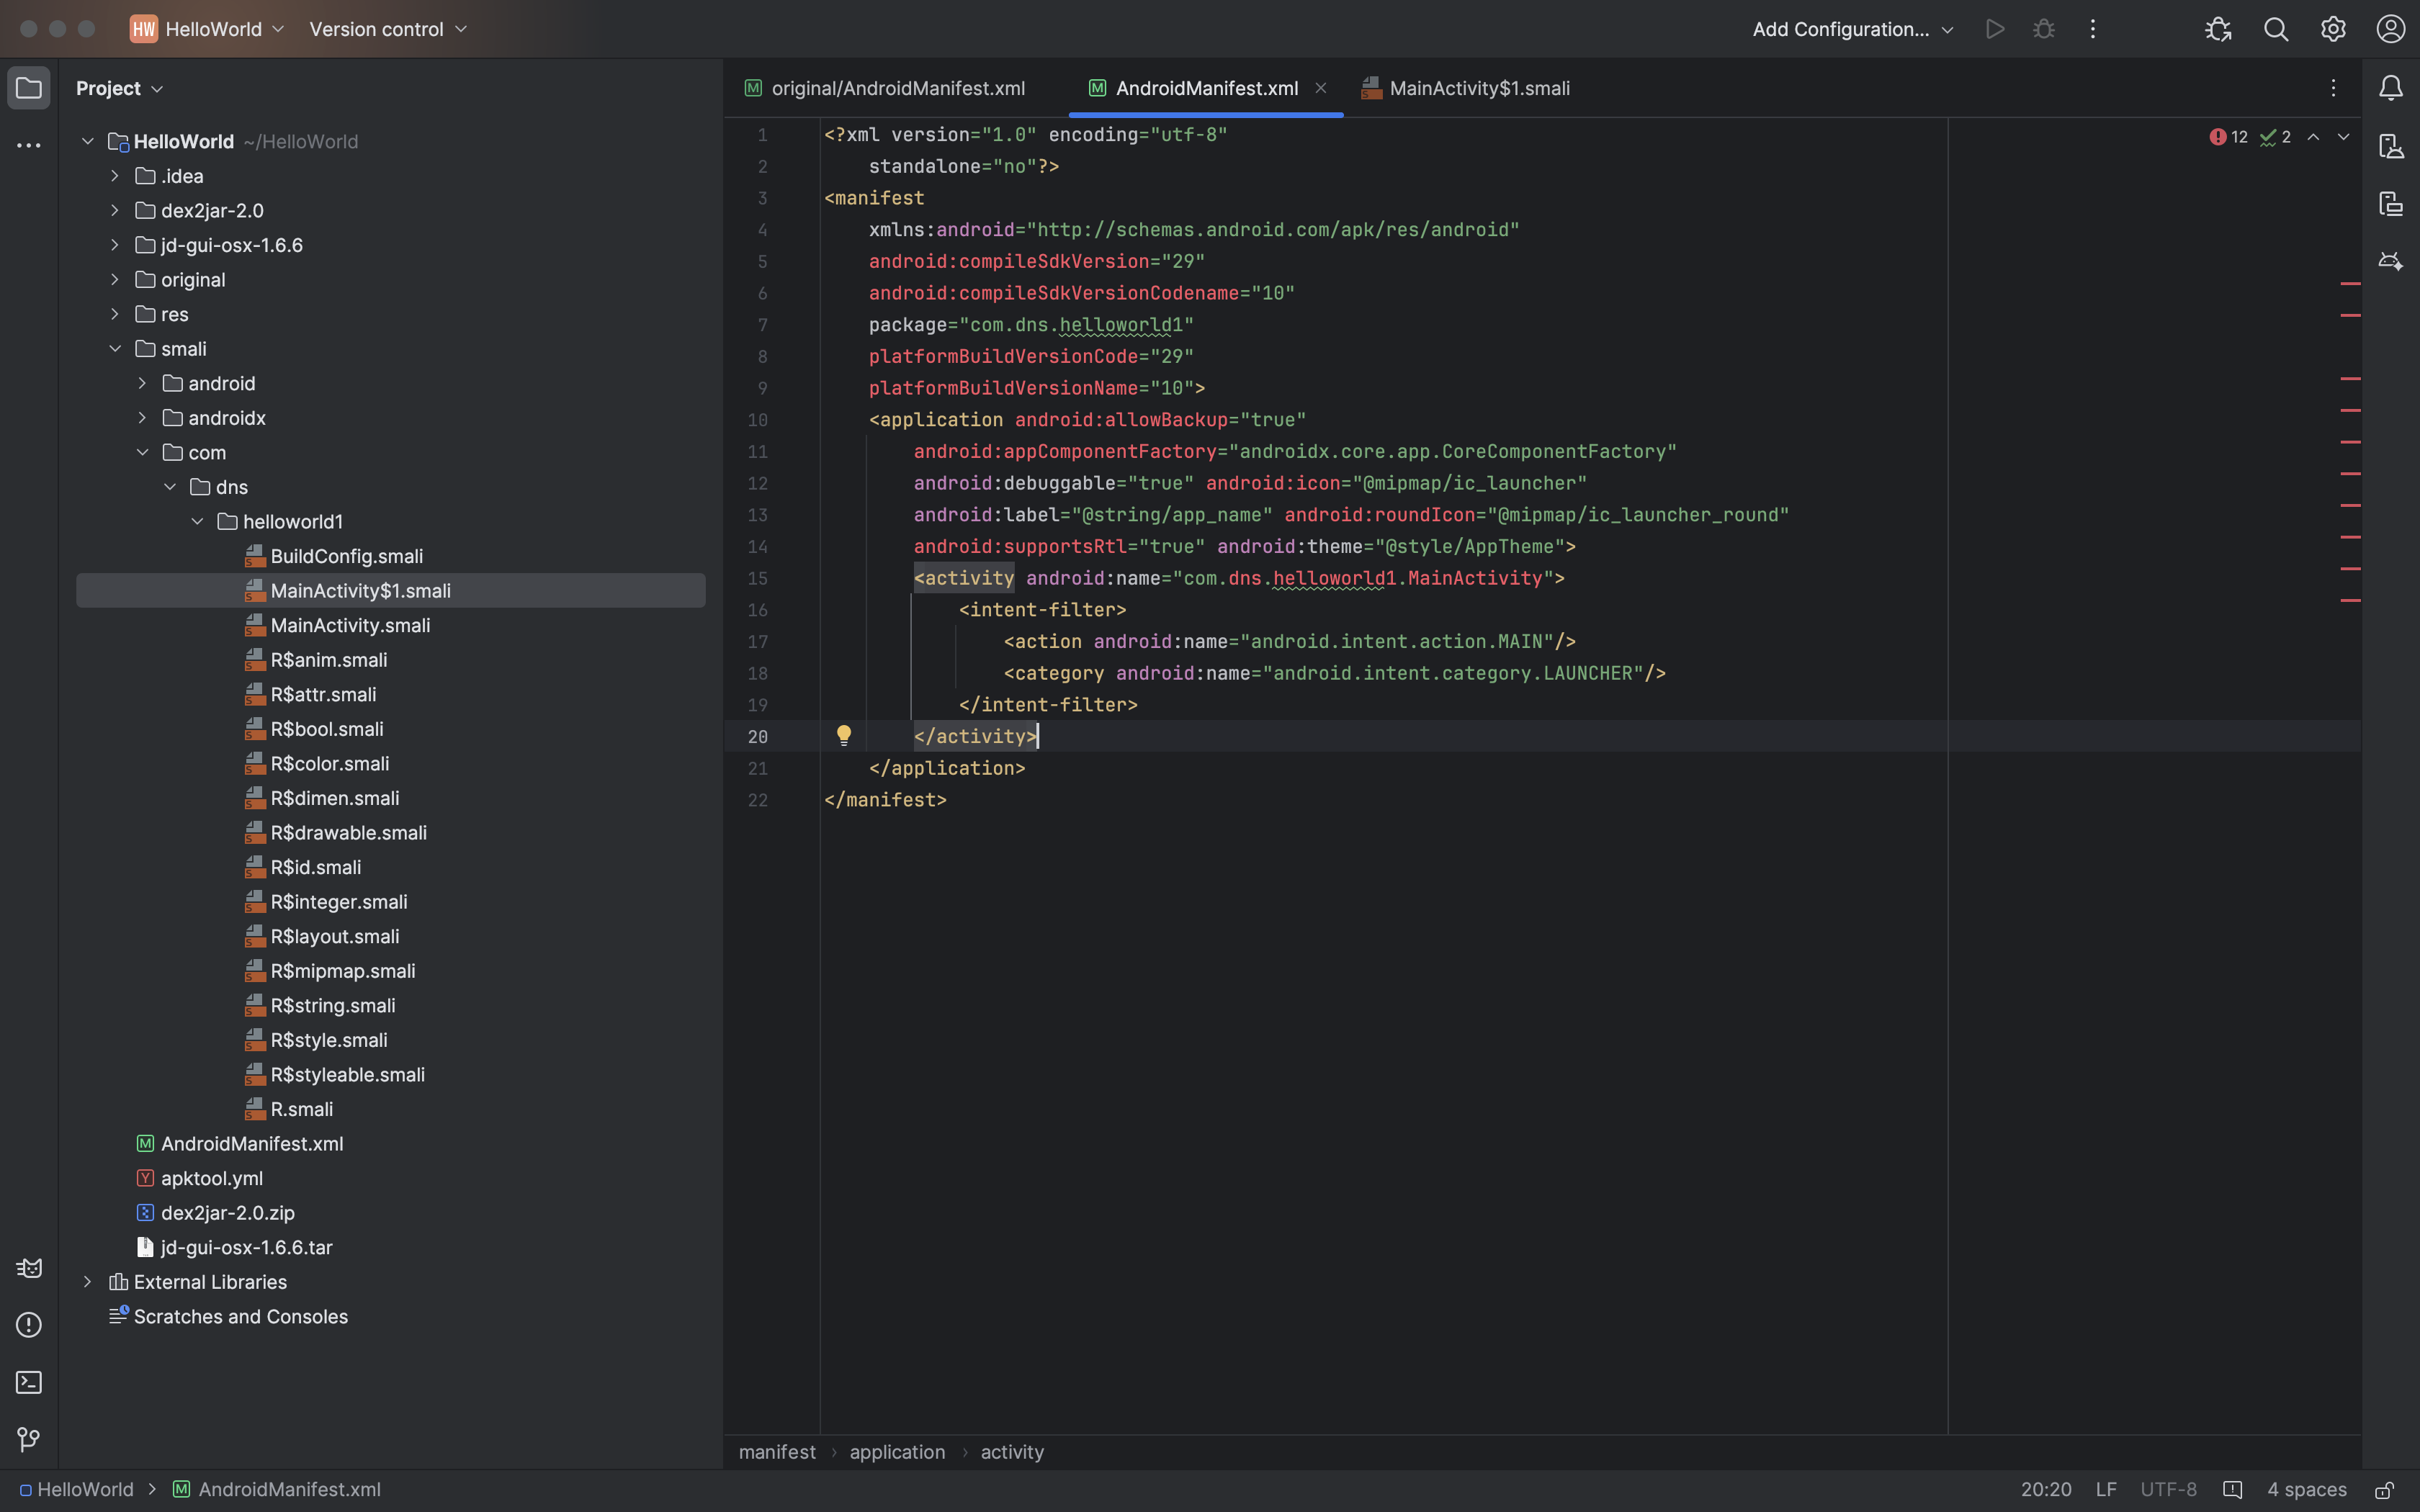 HW HelloWorld Version control
Add Configuration...
Project
HelloWorld ~/HelloWorld
.idea
dex2jar-2.0
jd-gui-osx-1.6.6
original
res
smali
android
androidx
com
dns
helloworld1
BuildConfig.smali
MainActivity$1.smali
MainActivity.smali
R$anim.smali
R$attr.smali
R$bool.smali
R$color.smali
R$dimen.smali
R$drawable.smali
R$id.smali
R$integer.smali
R$layout.smali
R$mipmap.smali
R$string.smali
R$style.smali
R$styleable.smali
R.smali
AndroidManifest.xml
apktool.yml
dex2jar-2.0.zip
jd-gui-osx-1.6.6.tar
External Libraries
Scratches and Consoles
original/AndroidManifest.xml AndroidManifest.xml MainActivity$1.smali
12 2
1 <?xml version="1.0" encoding="utf-8"
2 standalone="no"?>
3 <manifest
4 xmlns:android="http://schemas.android.com/apk/res/android"
5 android:compileSdkVersion="29"
6 android:compileSdkVersionCodename="10"
7 package="com.dns.helloworld1"
8 platformBuildVersionCode="29"
9 platformBuildVersionName="10">
10 <application android:allowBackup="true"
11 android:appComponentFactory="androidx.core.app.CoreComponentFactory"
12 android:debuggable="true" android:icon="@mipmap/ic_launcher"
13 android:label="@string/app_name" android:roundIcon="@mipmap/ic_launcher_round"
14 android:supportsRtl="true" android:theme="@style/AppTheme">
15 <activity android:name="com.dns.helloworld1.MainActivity">
16 <intent-filter>
17 <action android:name="android.intent.action.MAIN"/>
18 <category android:name="android.intent.category.LAUNCHER"/>
19 </intent-filter>
20 </activity>
21 </application>
22 </manifest>
manifest › application › activity
HelloWorld > AndroidManifest.xml
20:20 LF UTF-8 4 spaces